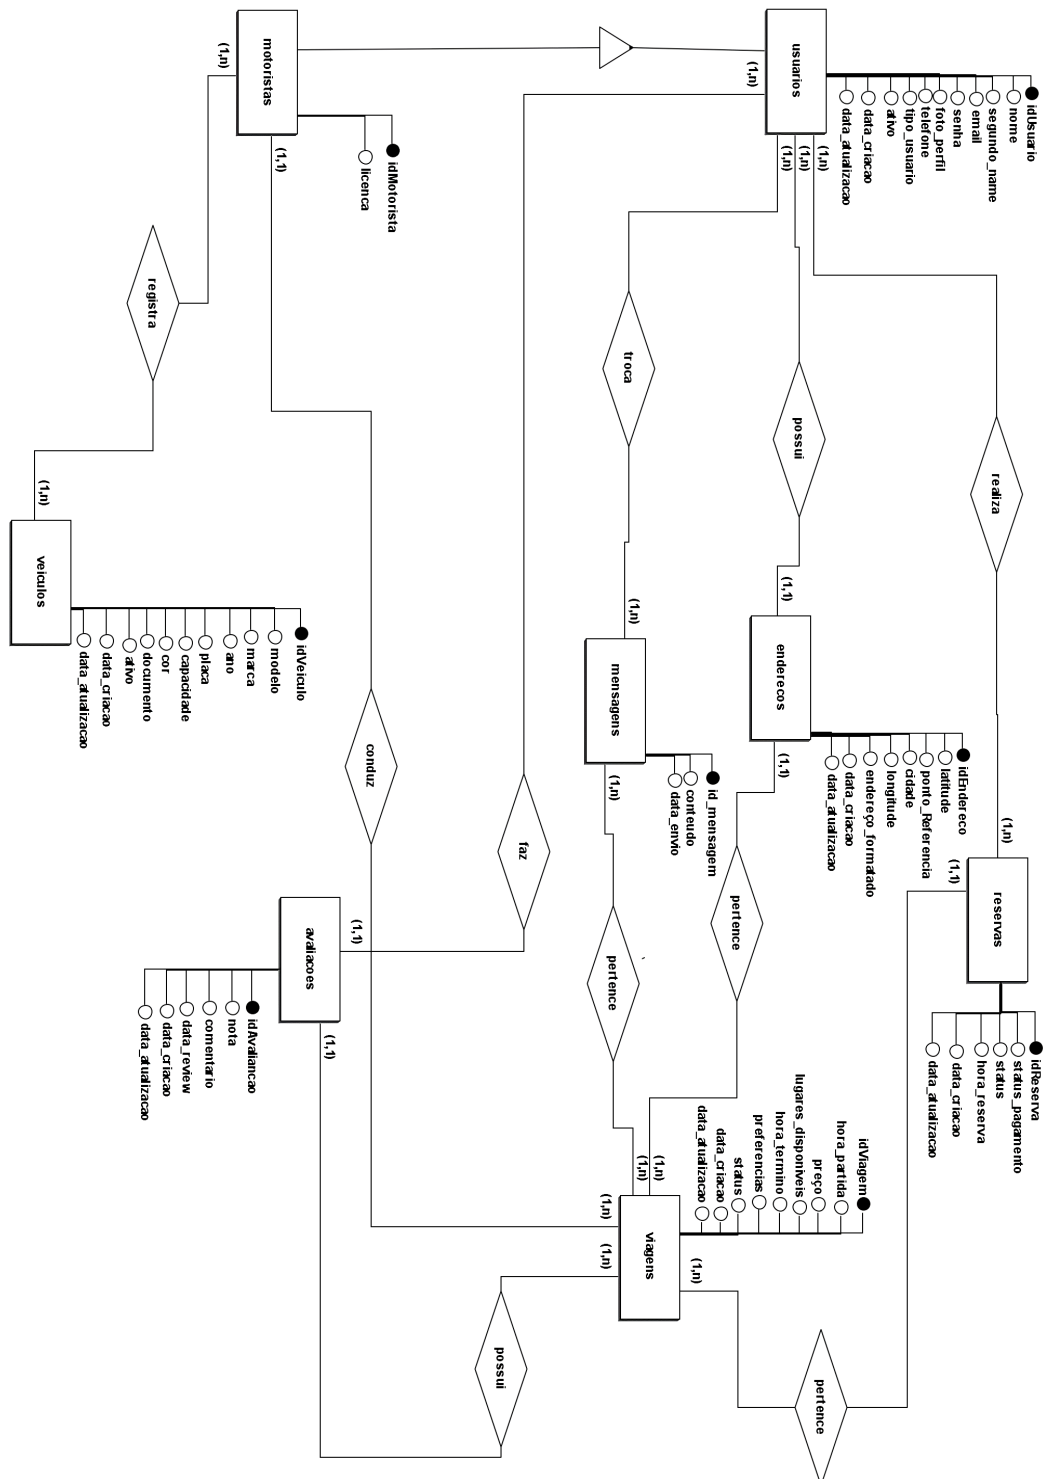 idUsuario
nome
segundo_name
email
senha
foto_perfil
telefone
tipo_usuario
ativo
data_criacao
data_atualizacao
usuarios
(1,n)
(1,n)
(1,n)
(1,n)
realiza
(1,n)
reservas
(1,1)
idReserva
status_pagamento
status
hora_reserva
data_criacao
data_atualizacao
possui
(1,1)
enderecos
(1,1)
idEndereco
latitude
ponto_Referencia
cidade
longitude
endereço_formatado
data_criacao
data_atualizacao
pertence
troca
(1,n)
mensagens
(1,n)
id_mensagem
conteudo
data_envio
pertence
pertence
idViagem
hora_partida
preço
lugares_disponíveis
hora_termino
preferencias
status
data_criacao
data_atualizacao
(1,n)
(1,n)
(1,n)
viagens
(1,n)
(1,n)
faz
possui
conduz
(1,1)
avaliacoes
(1,1)
idAvaliancao
nota
comentario
data_review
data_criacao
data_atualizacao
motoristas
(1,n)
(1,1)
idMotorista
licenca
registra
(1,n)
veiculos
idVeiculo
modelo
marca
ano
placa
capacidade
cor
documento
ativo
data_criacao
data_atualizacao